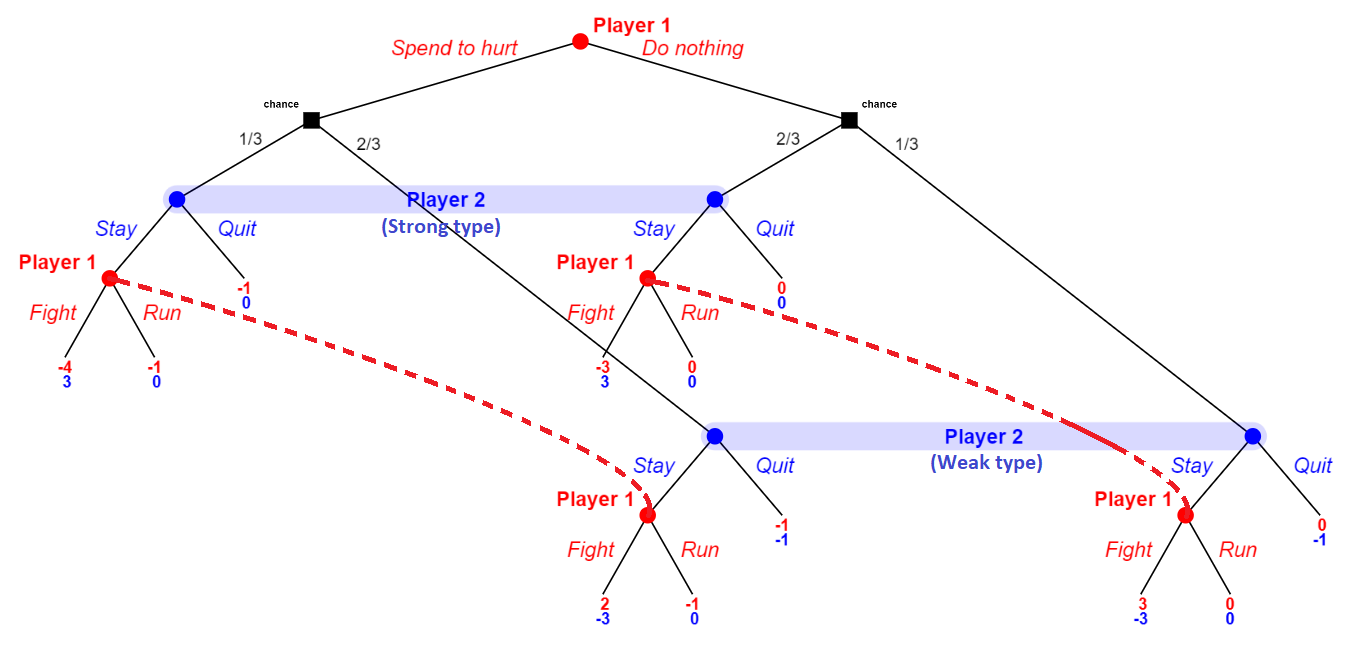 Player 1
Spend to hurt
Do nothing
chance
chance
1/3
2/3
2/3
1/3
Player 2
(Strong type)
Stay
Quit
Stay
Quit
Player 1
-1
0
Player 1
0
0
Fight
Run
Fight
Run
-4
3
-1
0
-3
3
0
0
Player 2
(Weak type)
Stay
Quit
Stay
Quit
Player 1
-1
-1
Player 1
0
-1
Fight
Run
Fight
Run
2
-3
-1
0
3
-3
0
0